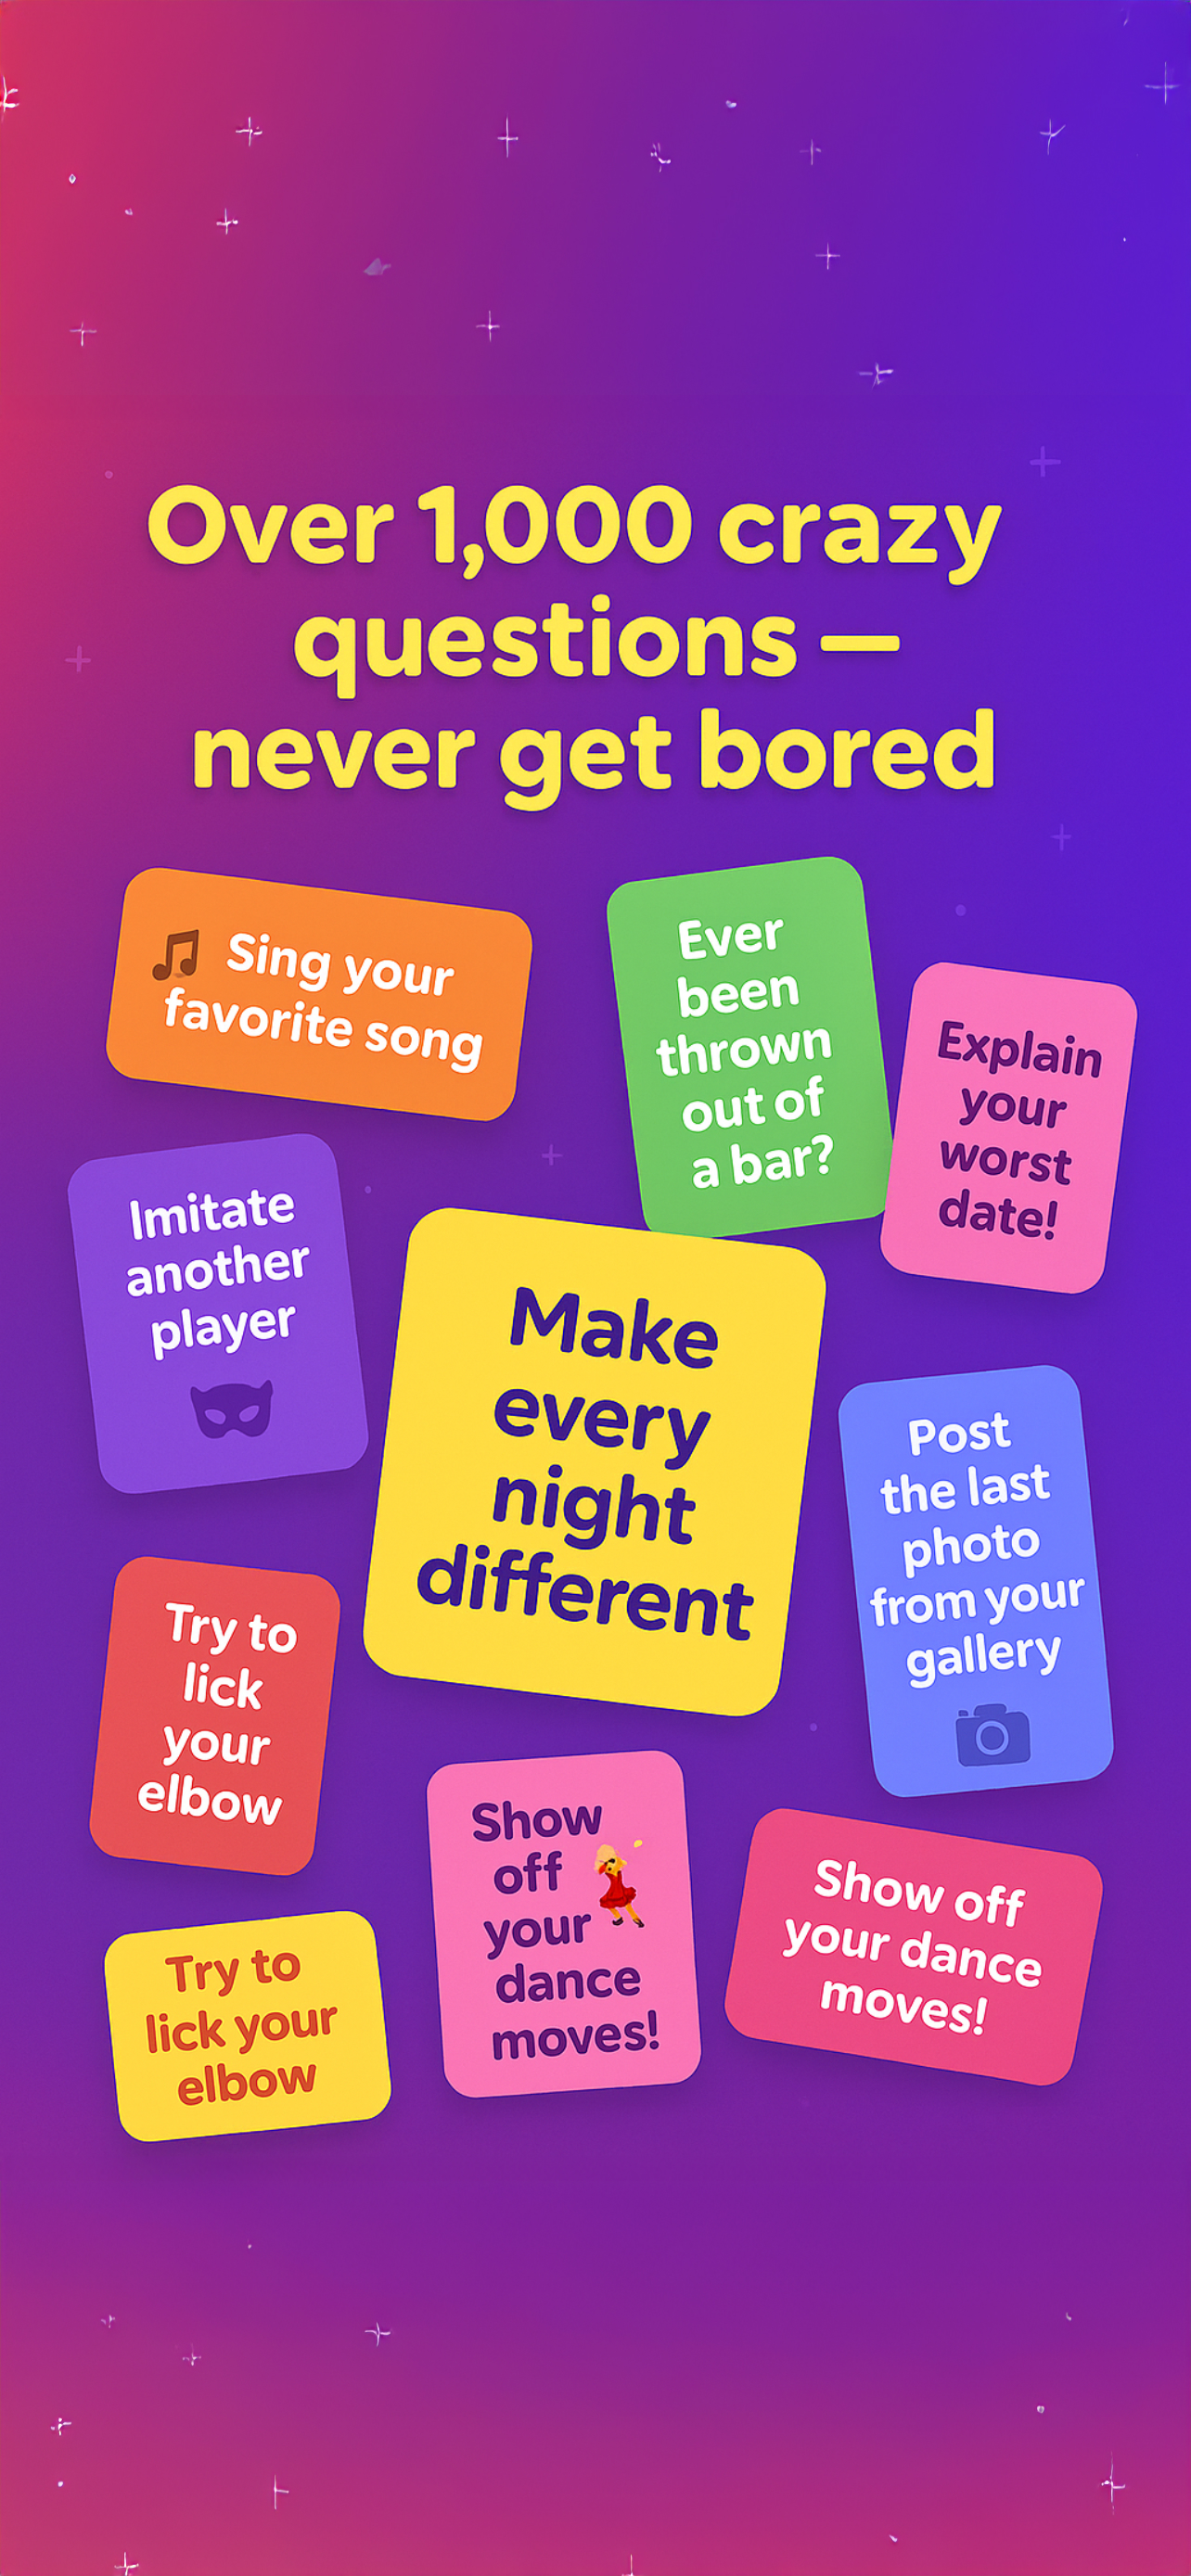 Over 1,000 crazy
questions —
never get bored
Sing your
favorite song
Ever
been
thrown
out of
a bar?
Explain
your
worst
date!
Imitate
another
player
Make
every
night
different
Post
the last
photo
from your
gallery
Try to
lick
your
elbow
Show
off
your
dance
moves!
Show off
your dance
moves!
Try to
lick your
elbow